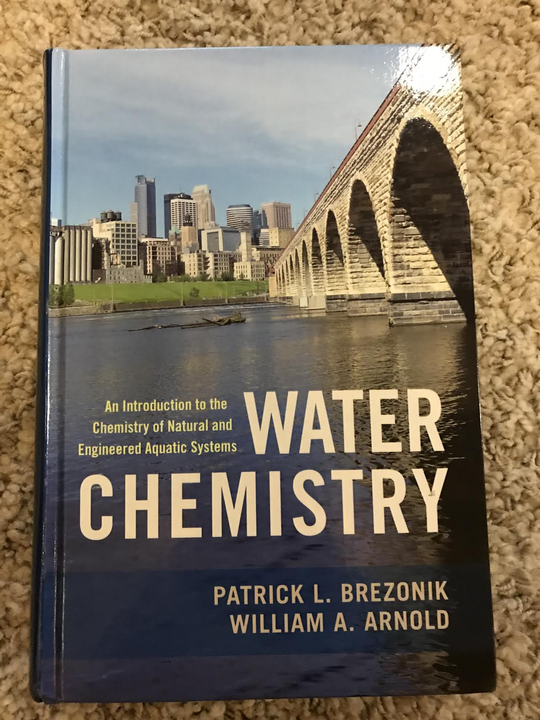 An Introduction to the
Chemistry of Natural and
Engineered Aquatic Systems
WATER
CHEMISTRY
PATRICK L. BREZONIK
WILLIAM A. ARNOLD